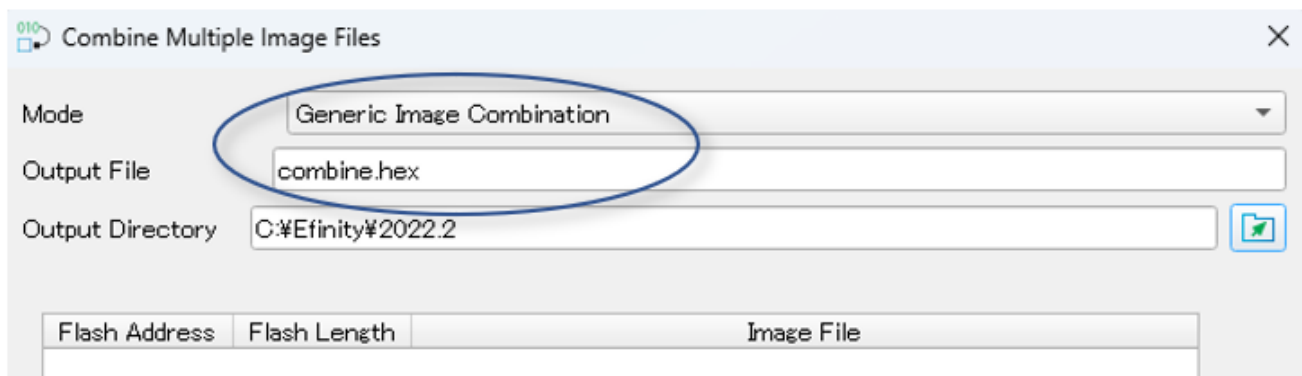 Combine Multiple Image Files
Mode Generic Image Combination
Output File combine.hex
Output Directory C:¥Efinity¥2022.2
Flash Address Flash Length Image File